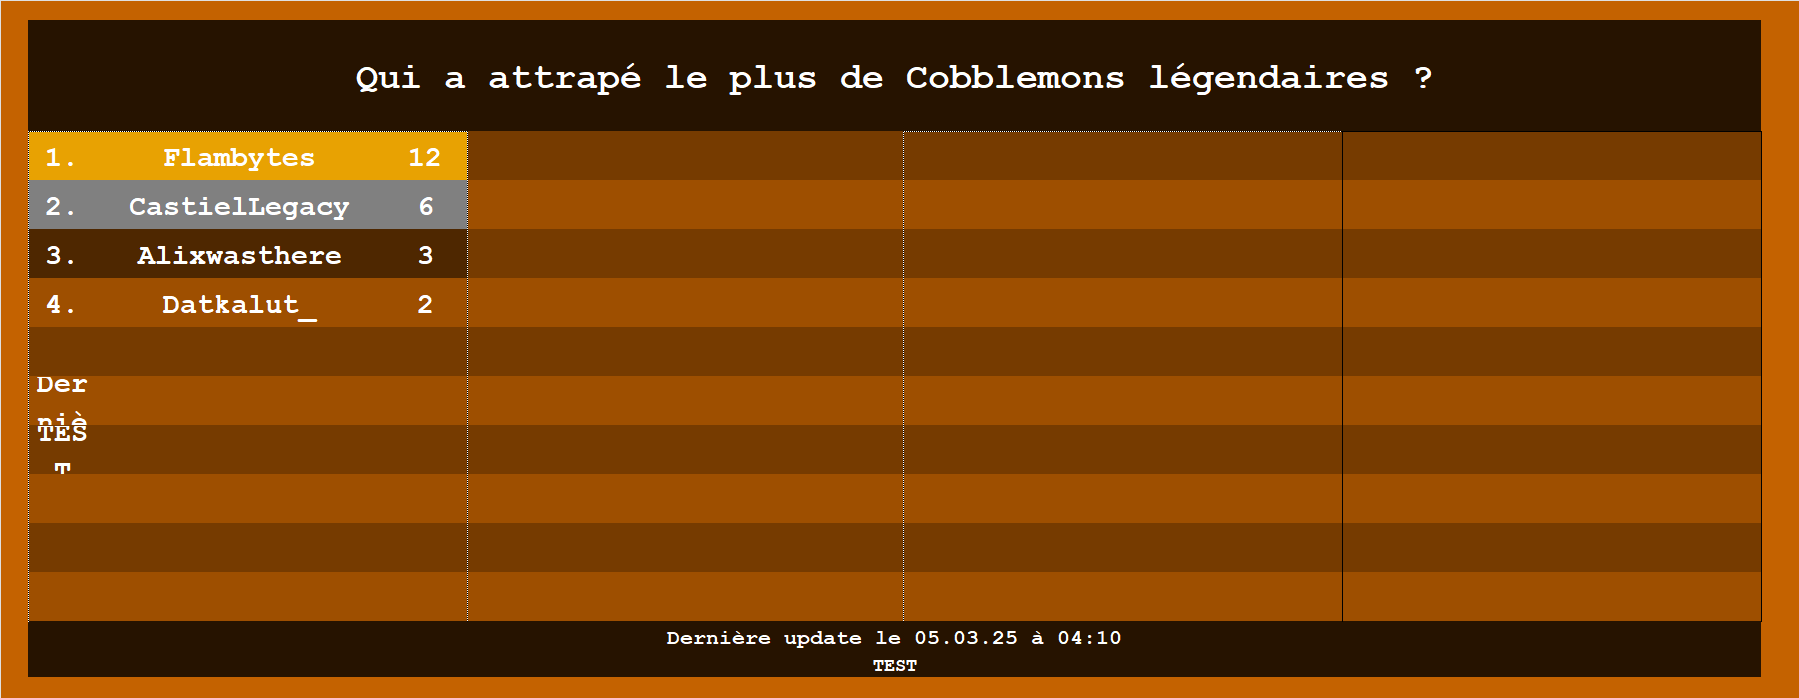 Qui a attrapé le plus de Cobblemons légendaires ?
1. Flambytes 12
2. CastielLegacy 6
3. Alixwasthere 3
4. Datkalut_ 2
Der
niè
TES
T
Dernière update le 05.03.25 à 04:10
TEST